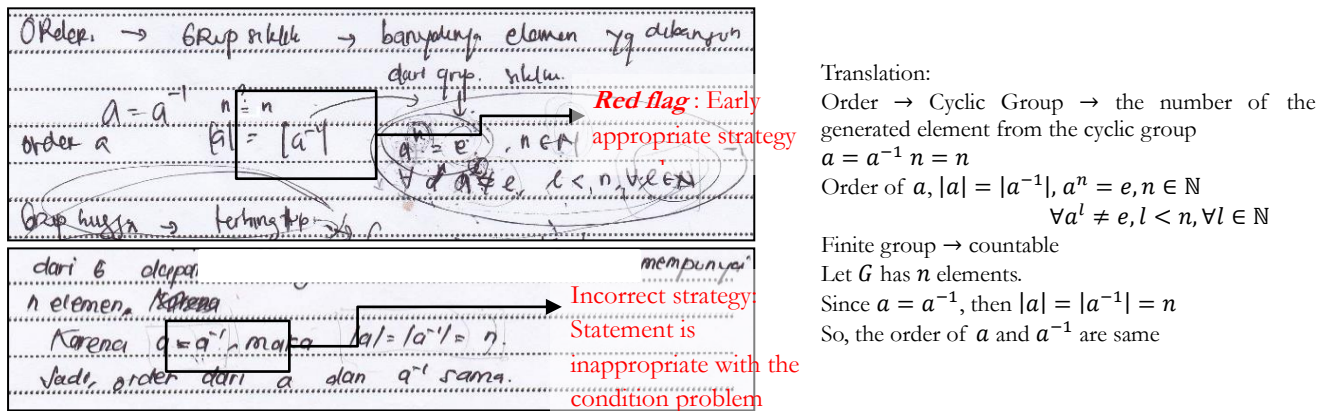 ORder. → GRup siklik → banyaknya elemen yg dibangun
dari grup. siklik.
a = a⁻¹ n = n
order a |a| = |a⁻¹| aⁿ = e, n ∈ N
∀ aˡ ≠ e, l < n, ∀l ∈ N
Grup hingga →
Red flag : Early
appropriate strategy
dari G dapat mempunyai
n elemen. Karena
Karena a = a⁻¹, maka |a| = |a⁻¹| = n.
Jadi, order dari a dan a⁻¹ sama.
Incorrect strategy:
Statement is
inappropriate with the
condition problem
Translation:
Order → Cyclic Group → the number of the
generated element from the cyclic group
a = a⁻¹ n = n
Order of a, |a| = |a⁻¹|, aⁿ = e, n ∈ ℕ
∀aˡ ≠ e, l < n, ∀l ∈ ℕ
Finite group → countable
Let G has n elements.
Since a = a⁻¹, then |a| = |a⁻¹| = n
So, the order of a and a⁻¹ are same